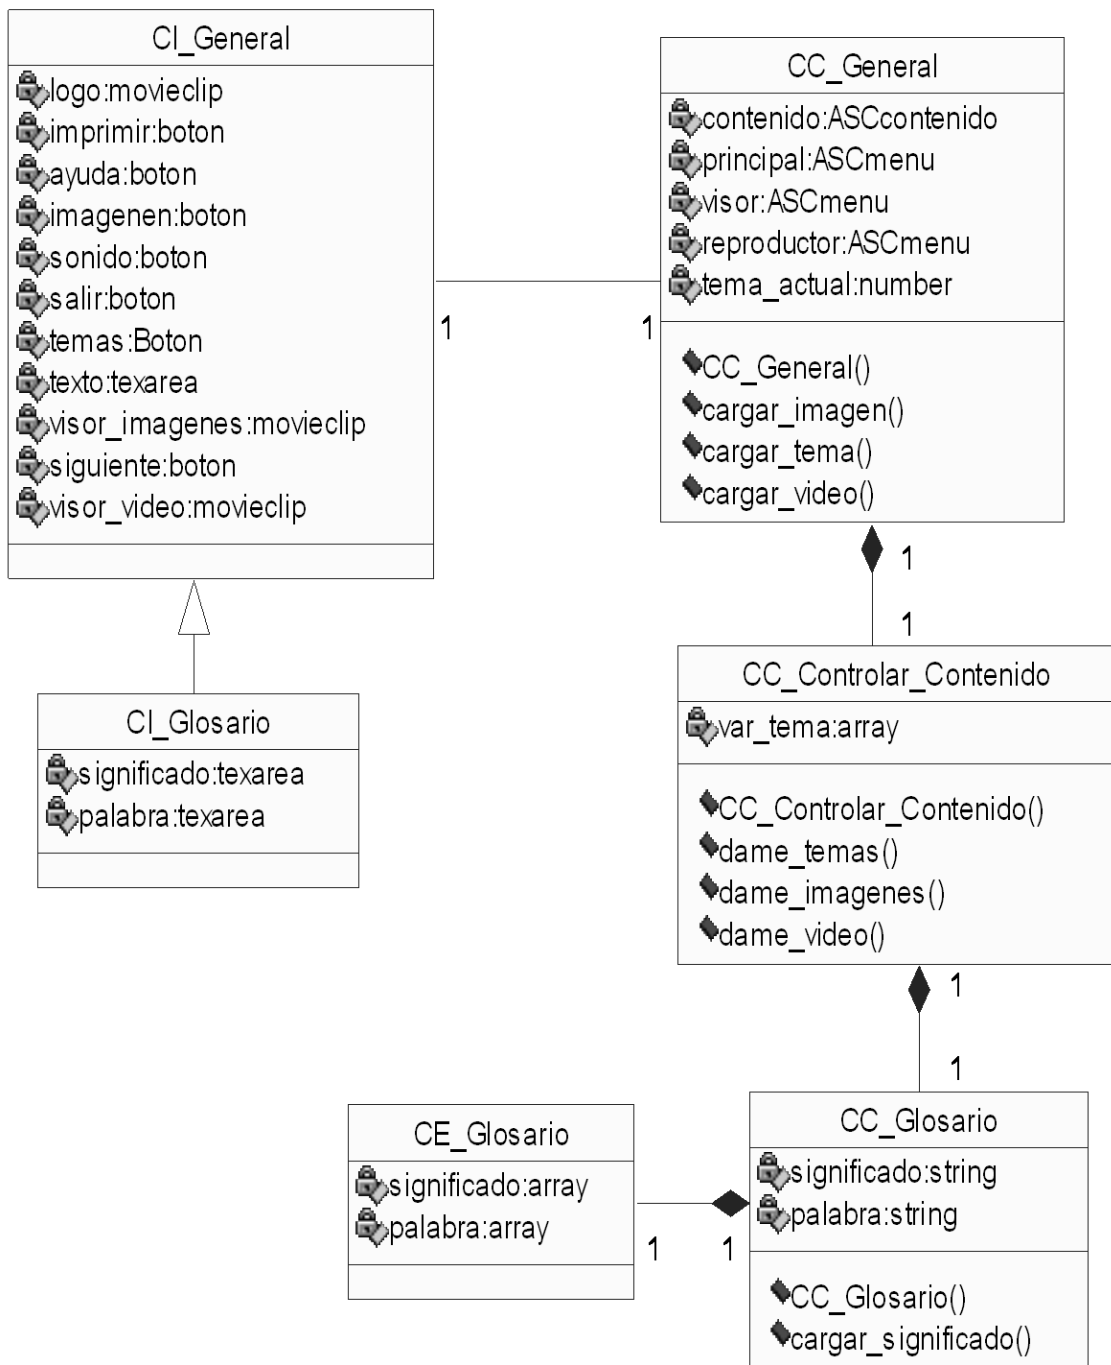 CI_General
logo:movieclip
imprimir:boton
ayuda:boton
imagenen:boton
sonido:boton
salir:boton
temas:Boton
texto:texarea
visor_imagenes:movieclip
siguiente:boton
visor_video:movieclip
CC_General
contenido:ASCcontenido
principal:ASCmenu
visor:ASCmenu
reproductor:ASCmenu
tema_actual:number
CC_General()
cargar_imagen()
cargar_tema()
cargar_video()
1
1
1
1
CI_Glosario
significado:texarea
palabra:texarea
CC_Controlar_Contenido
var_tema:array
CC_Controlar_Contenido()
dame_temas()
dame_imagenes()
dame_video()
1
1
CE_Glosario
significado:array
palabra:array
1
1
CC_Glosario
significado:string
palabra:string
CC_Glosario()
cargar_significado()